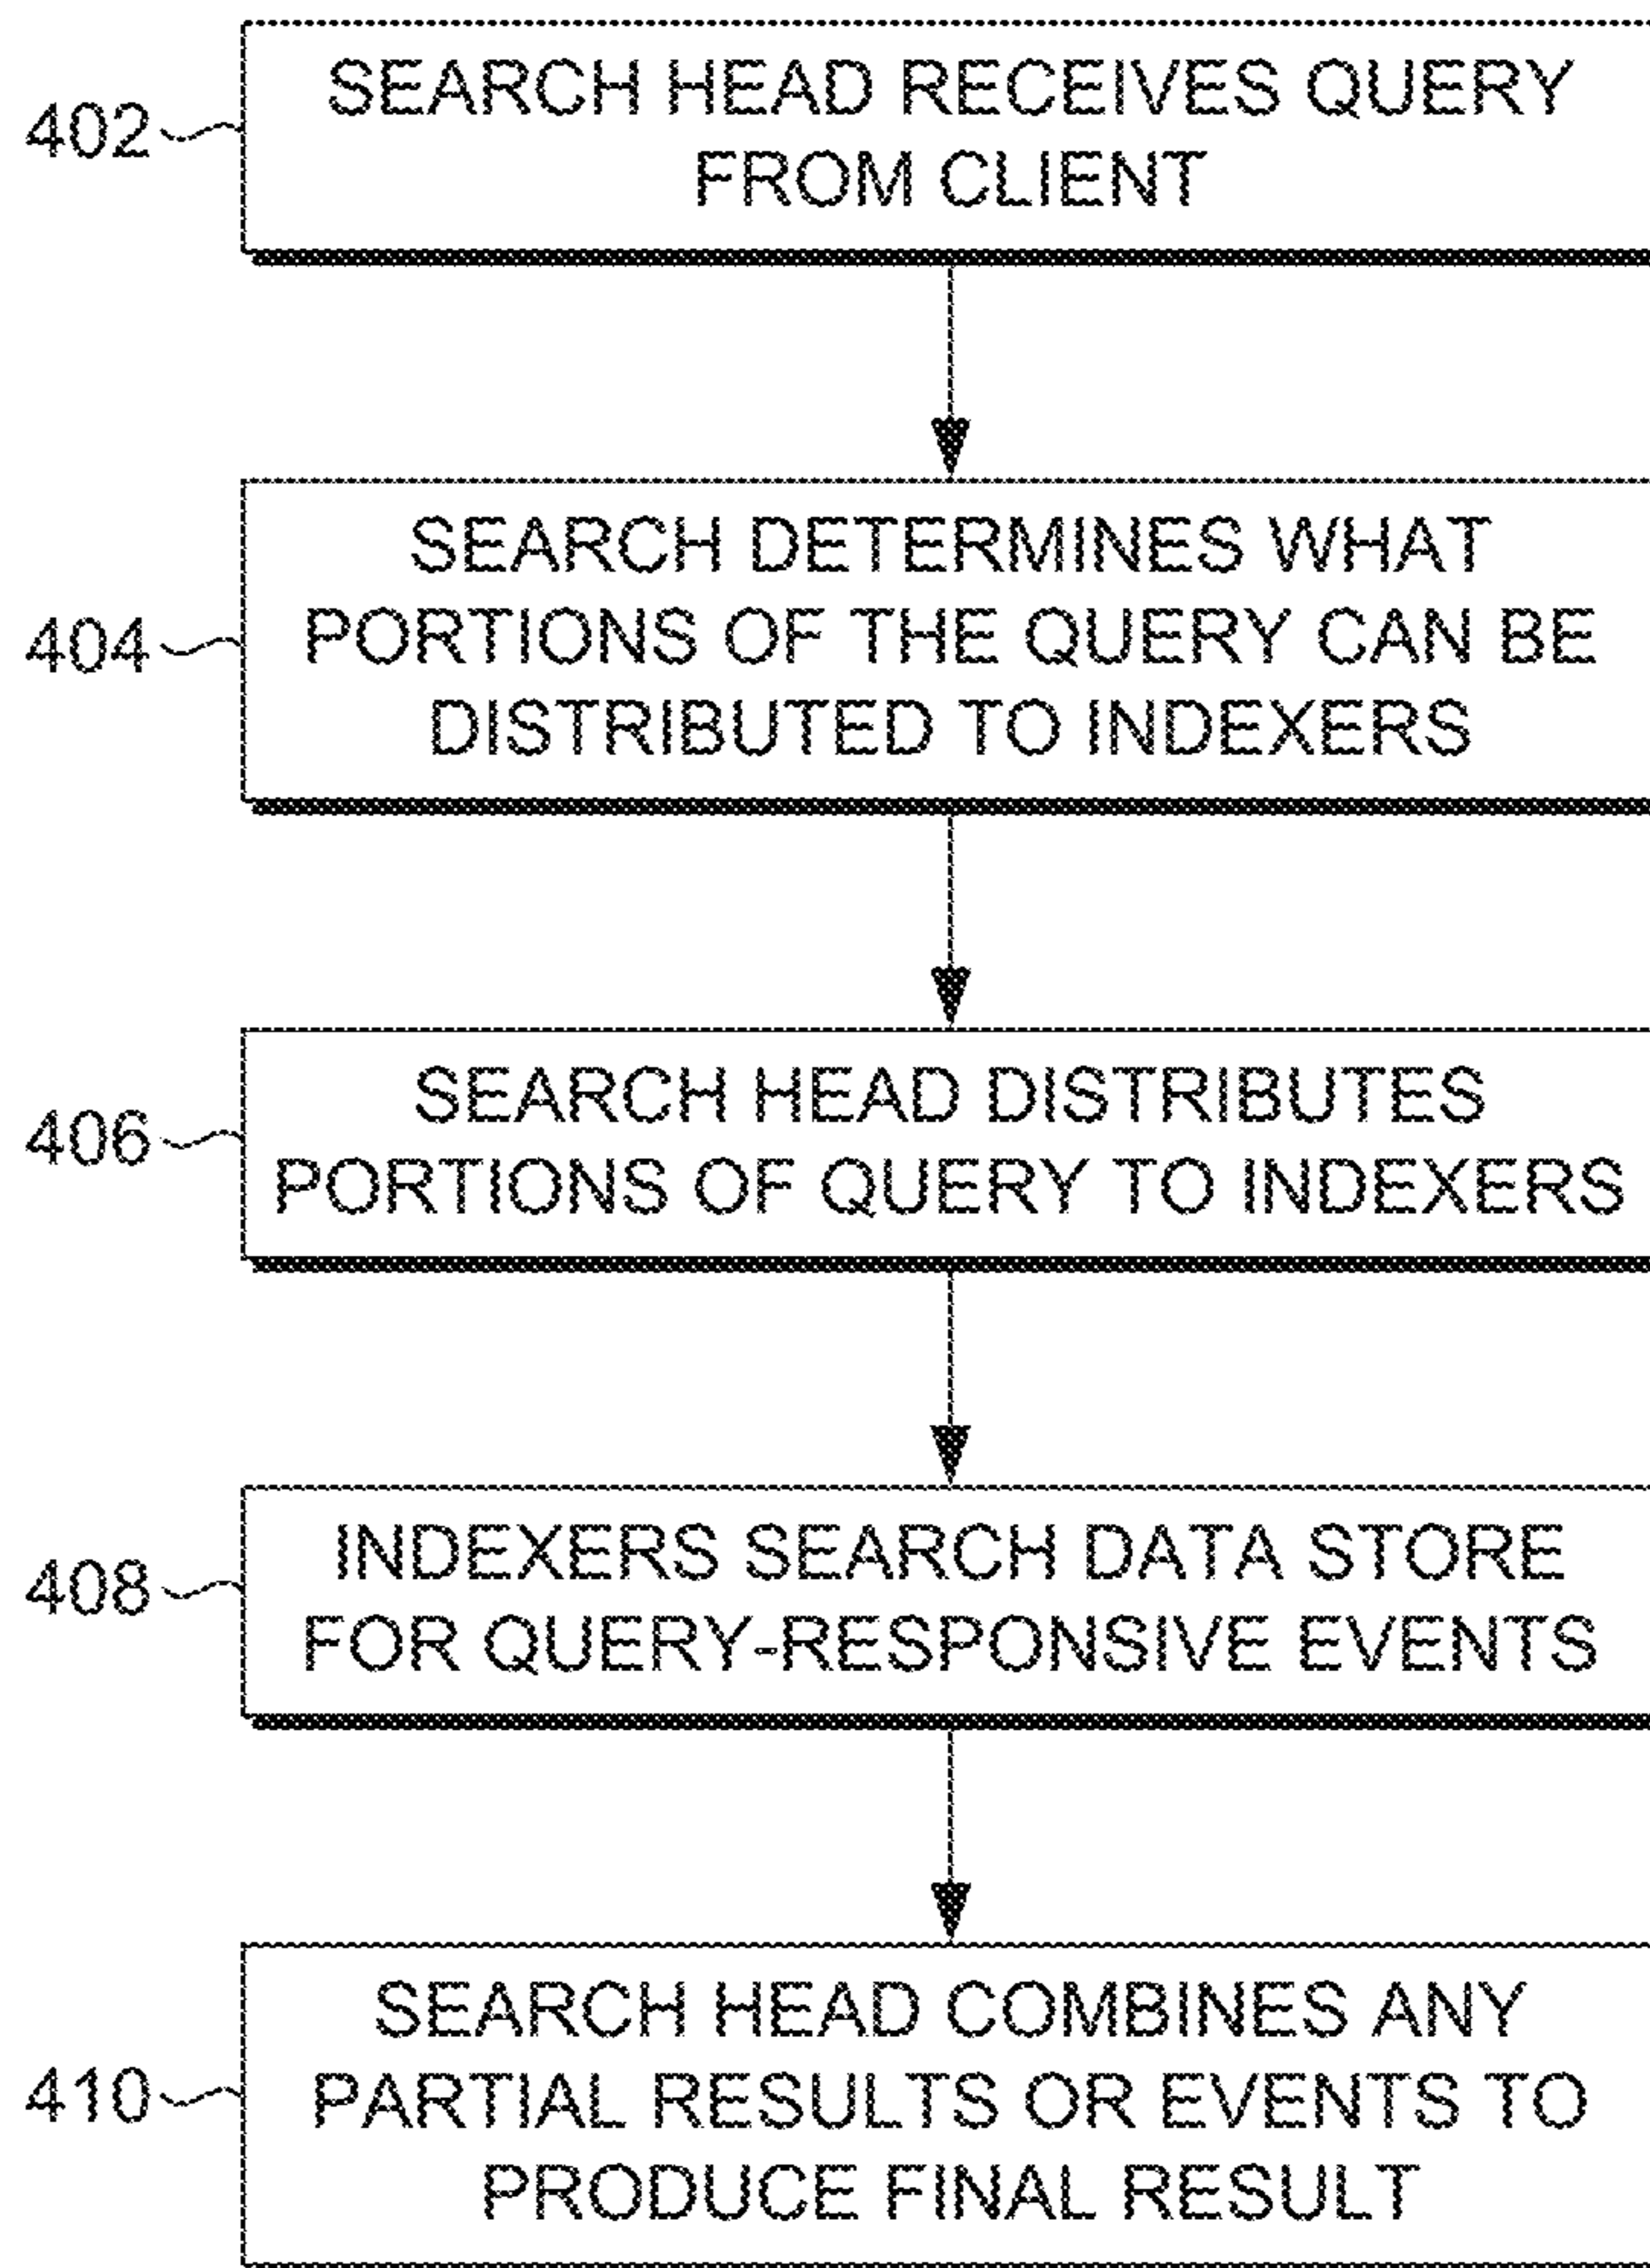 402
SEARCH HEAD RECEIVES QUERY
FROM CLIENT
404
SEARCH DETERMINES WHAT
PORTIONS OF THE QUERY CAN BE
DISTRIBUTED TO INDEXERS
406
SEARCH HEAD DISTRIBUTES
PORTIONS OF QUERY TO INDEXERS
408
INDEXERS SEARCH DATA STORE
FOR QUERY-RESPONSIVE EVENTS
410
SEARCH HEAD COMBINES ANY
PARTIAL RESULTS OR EVENTS TO
PRODUCE FINAL RESULT